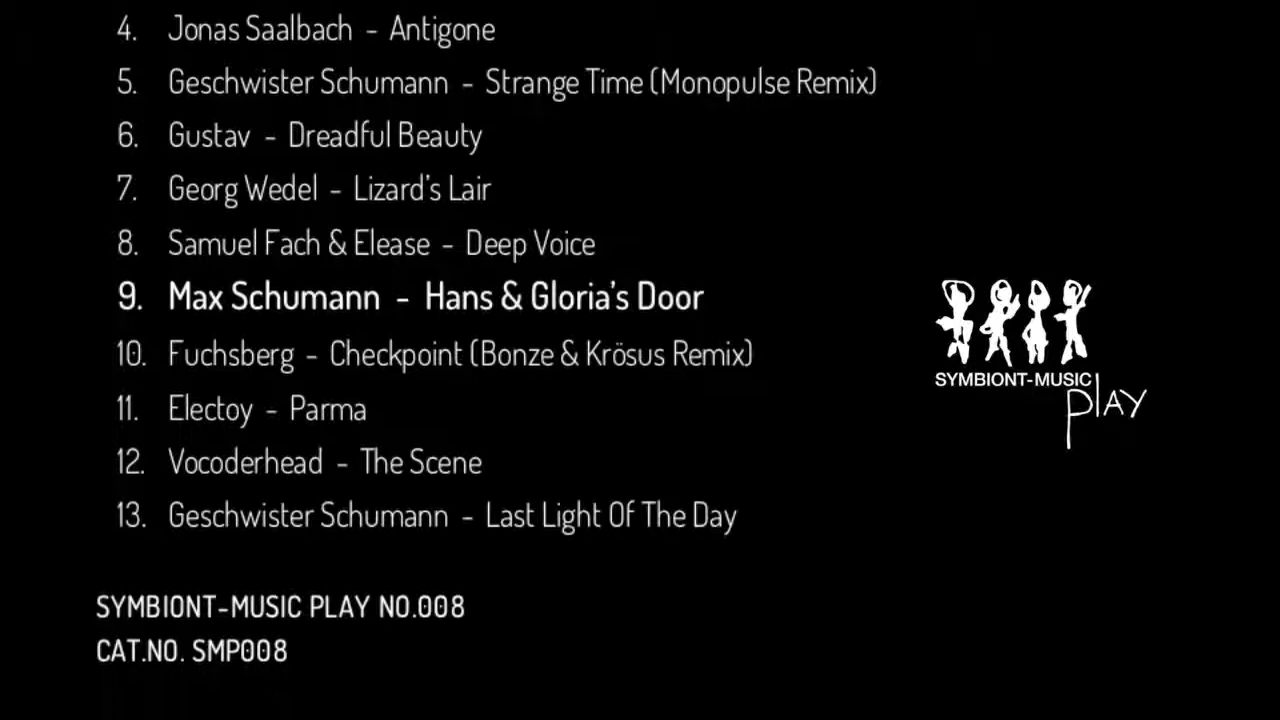 4. Jonas Saalbach - Antigone
5. Geschwister Schumann - Strange Time (Monopulse Remix)
6. Gustav - Dreadful Beauty
7. Georg Wedel - Lizard's Lair
8. Samuel Fach & Elease - Deep Voice
9. Max Schumann - Hans & Gloria's Door
10. Fuchsberg - Checkpoint (Bonze & Krösus Remix)
11. Electoy - Parma
12. Vocoderhead - The Scene
13. Geschwister Schumann - Last Light Of The Day
SYMBIONT-MUSIC
play
SYMBIONT-MUSIC PLAY NO.008
CAT.NO. SMP008